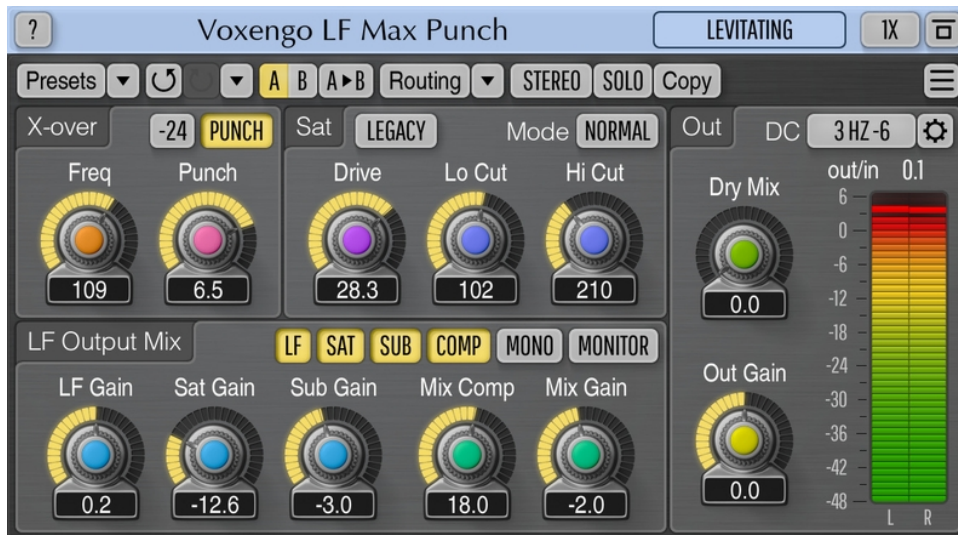 ? Voxengo LF Max Punch LEVITATING 1X
Presets A B A▸B Routing STEREO SOLO Copy
X-over -24 PUNCH Sat LEGACY Mode NORMAL Out DC 3 HZ -6
Freq Punch Drive Lo Cut Hi Cut Dry Mix out/in 0.1
109 6.5 28.3 102 210 0.0
6
0
-6
-12
-18
-24
-30
-36
-42
-48
L R
LF Output Mix LF SAT SUB COMP MONO MONITOR
LF Gain Sat Gain Sub Gain Mix Comp Mix Gain Out Gain
0.2 -12.6 -3.0 18.0 -2.0 0.0